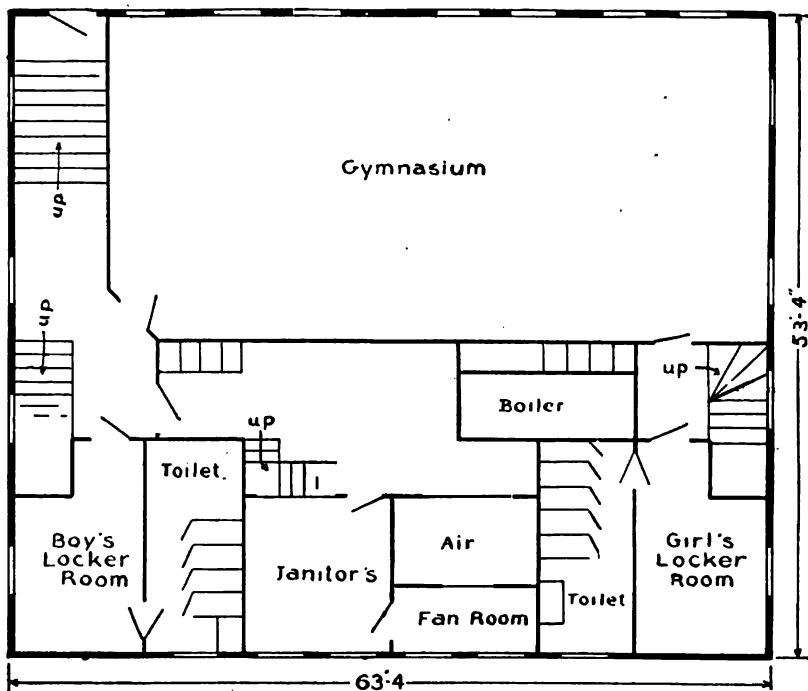 Gymnasium
up
up
up
up
Boiler
Toilet
Boy's
Locker
Room
Janitor's
Air
Fan Room
Toilet
Girl's
Locker
Room
53'-4"
63'-4